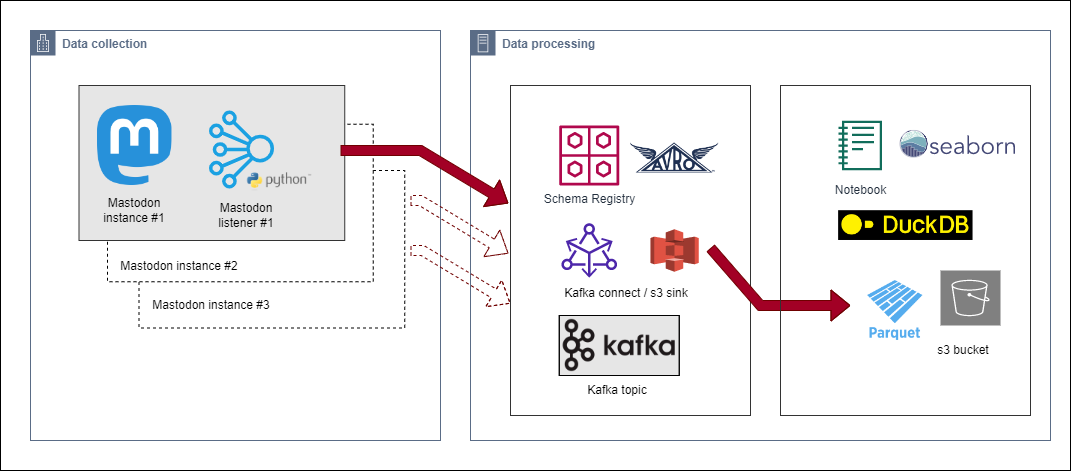 Data collection
Data processing
m
python™
Mastodon
instance #1
Mastodon
listener #1
Mastodon instance #2
Mastodon instance #3
AVRO
Schema Registry
Kafka connect / s3 sink
kafka
Kafka topic
seaborn
Notebook
DuckDB
Parquet
s3 bucket